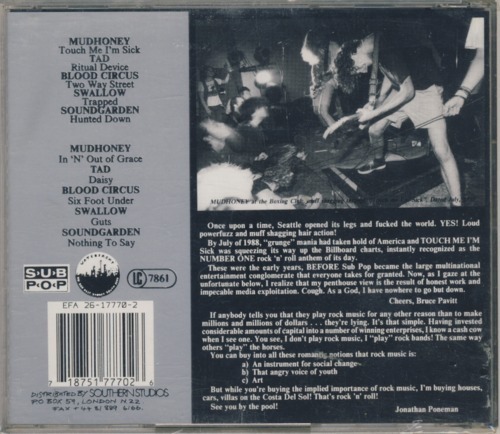 MUDHONEY
Touch Me I'm Sick
TAD
Ritual Device
BLOOD CIRCUS
Two Way Street
SWALLOW
Trapped
SOUNDGARDEN
Hunted Down
MUDHONEY
In 'N' Out of Grace
TAD
Daisy
BLOOD CIRCUS
Six Foot Under
SWALLOW
Guts
SOUNDGARDEN
Nothing To Say
SUB
POP
LC 7861
EFA 26-17770-2
7 18751 77702 6
DISTRIBUTED BY SOUTHERN STUDIOS
PO BOX 59, LONDON N22
MUDHONEY at the Boxing Club
Once upon a time, Seattle opened its legs and fucked the world. YES! Loud
powerfuzz and muff shagging hair action!
By July of 1988, "grunge" mania had taken hold of America and TOUCH ME I'M
Sick was squeezing its way up the Billboard charts, instantly recognized as the
NUMBER ONE rock 'n' roll anthem of its day.
These were the early years, BEFORE Sub Pop became the large multinational
entertainment conglomerate that everyone takes for granted. Now, as I gaze at the
unfortunate below, I realize that my penthouse view is the result of honest work and
impecable media exploitation. Cough. As a God, I have nowhere to go but down.
Cheers, Bruce Pavitt
If anybody tells you that they play rock music for any other reason than to make
millions and millions of dollars . . . they're lying. It's that simple. Having invested
considerable amounts of capital into a number of winning enterprises, I know a cash cow
when I see one. You see, I don't play rock music, I "play" rock bands! The same way
others "play" the horses.
You can buy into all these romantic notions that rock music is:
a) An instrument for social change
b) That angry voice of youth
c) Art
But while you're buying the implied importance of rock music, I'm buying houses,
cars, villas on the Costa Del Sol! That's rock 'n' roll!
See you by the pool!
Jonathan Poneman